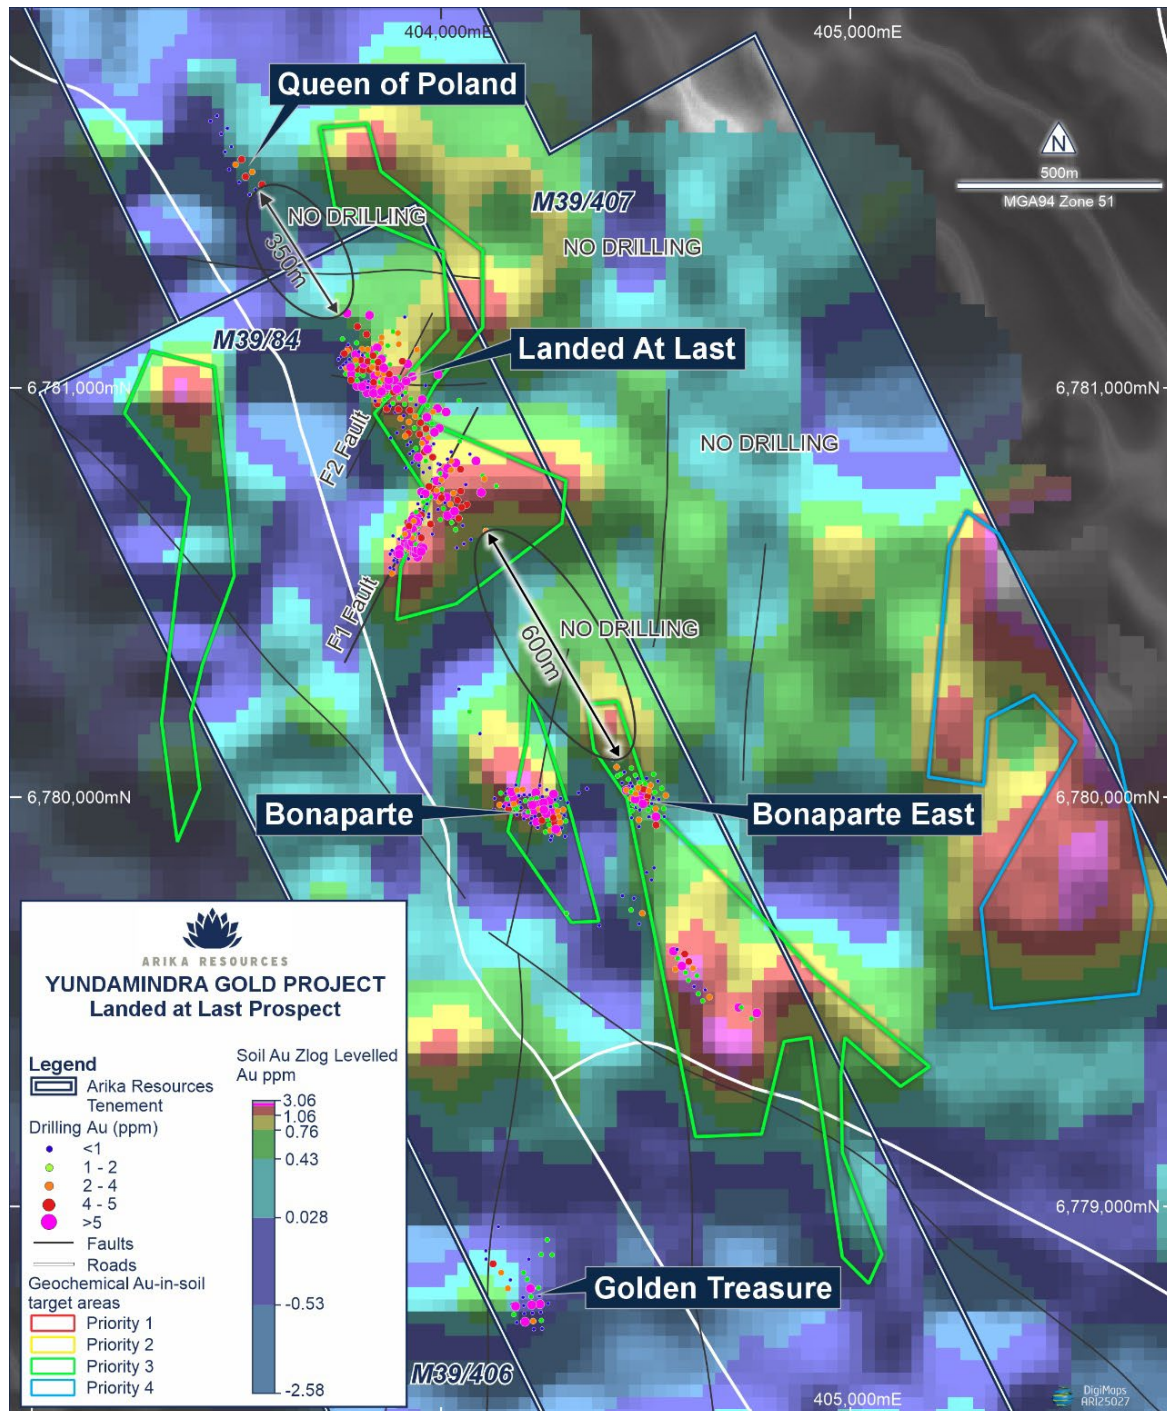 404,000mE
405,000mE
Queen of Poland
N
500m
MGA94 Zone 51
M39/407
NO DRILLING
NO DRILLING
350m
M39/84
Landed At Last
6,781,000mN
6,781,000mN
NO DRILLING
F2 Fault
F1 Fault
NO DRILLING
600m
6,780,000mN
6,780,000mN
Bonaparte
Bonaparte East
ARIKA RESOURCES
YUNDAMINDRA GOLD PROJECT
Landed at Last Prospect
Legend
Arika Resources
Tenement
Drilling Au (ppm)
<1
1 - 2
2 - 4
4 - 5
>5
Faults
Roads
Geochemical Au-in-soil
target areas
Priority 1
Priority 2
Priority 3
Priority 4
Soil Au Zlog Levelled
Au ppm
3.06
1.06
0.76
0.43
0.028
-0.53
-2.58
6,779,000mN
Golden Treasure
M39/406
405,000mE
DigiMaps
ARI25027